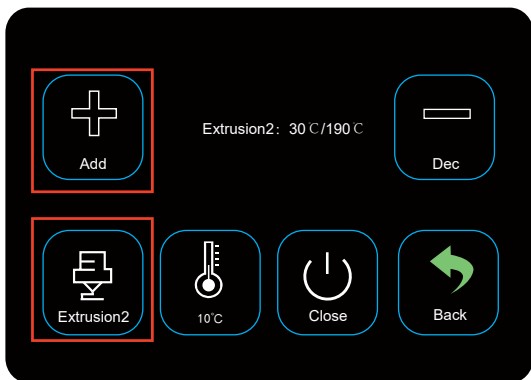 Add
Extrusion2: 30℃/190℃
Dec
Extrusion2
10℃
Close
Back